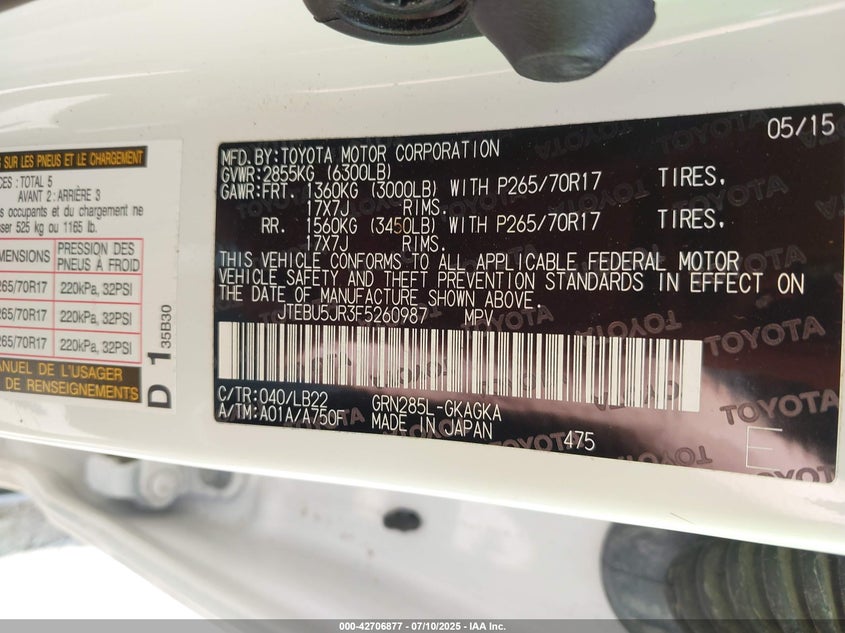 SUR LES PNEUS ET LE CHARGEMENT
: TOTAL 5
AVANT 2: ARRIÈRE 3
occupants et du chargement ne
525 kg ou 1165 lb.
PRESSION DES
PNEUS À FROID
265/70R17 220kPa, 32PSI
265/70R17 220kPa, 32PSI
265/70R17 220kPa, 32PSI
MANUEL DE L'USAGER
DE RENSEIGNEMENTS
D 1 35B30
05/15
MFD. BY: TOYOTA MOTOR CORPORATION
GVWR: 2855KG (6300LB)
GAWR: FRT. 1360KG (3000LB) WITH P265/70R17 TIRES.
17X7J RIMS.
RR. 1560KG (3450LB) WITH P265/70R17 TIRES.
17X7J RIMS.
THIS VEHICLE CONFORMS TO ALL APPLICABLE FEDERAL MOTOR
VEHICLE SAFETY AND THEFT PREVENTION STANDARDS IN EFFECT ON
THE DATE OF MANUFACTURE SHOWN ABOVE.
JTEBU5JR3F5260987 MPV
C/TR: 040/LB22 GRN285L-GKAGKA
A/TM: A01A/A750F MADE IN JAPAN 475
E
TOYOTA
000-42706877 - 07/10/2025 - IAA Inc.